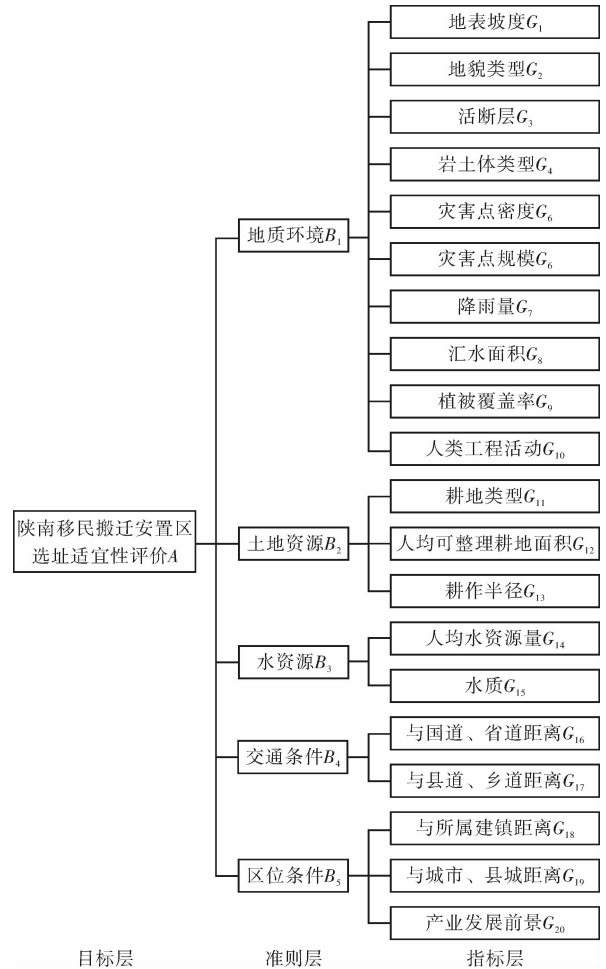 地表坡度G₁
地貌类型G₂
活断层G₃
岩土体类型G₄
灾害点密度G₆
地质环境B₁
灾害点规模G₆
降雨量G₇
汇水面积G₈
植被覆盖率G₉
人类工程活动G₁₀
陕南移民搬迁安置区
选址适宜性评价A
土地资源B₂
耕地类型G₁₁
人均可整理耕地面积G₁₂
耕作半径G₁₃
水资源B₃
人均水资源量G₁₄
水质G₁₅
交通条件B₄
与国道、省道距离G₁₆
与县道、乡道距离G₁₇
区位条件B₅
与所属建镇距离G₁₈
与城市、县城距离G₁₉
产业发展前景G₂₀
目标层
准则层
指标层